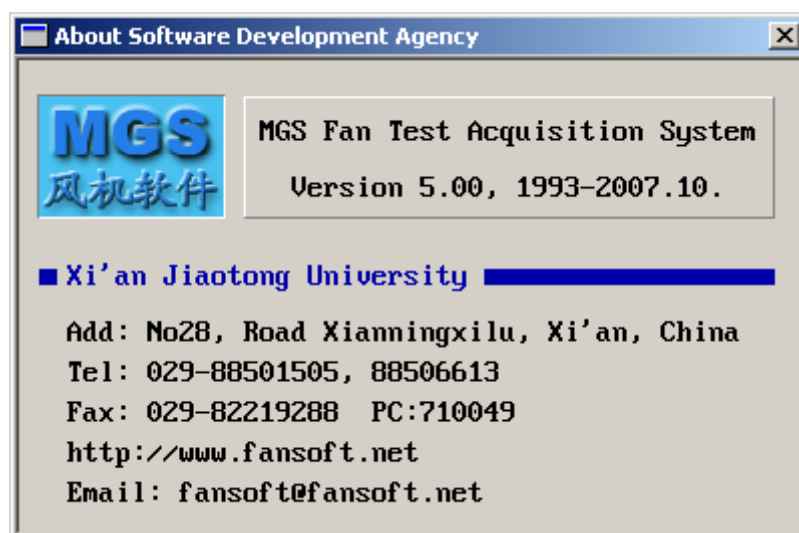 About Software Development Agency
MGS
风机软件
MGS Fan Test Acquisition System
Version 5.00, 1993-2007.10.
Xi'an Jiaotong University
Add: No28, Road Xianningxilu, Xi'an, China
Tel: 029-88501505, 88506613
Fax: 029-82219288 PC:710049
http://www.fansoft.net
Email: fansoft@fansoft.net